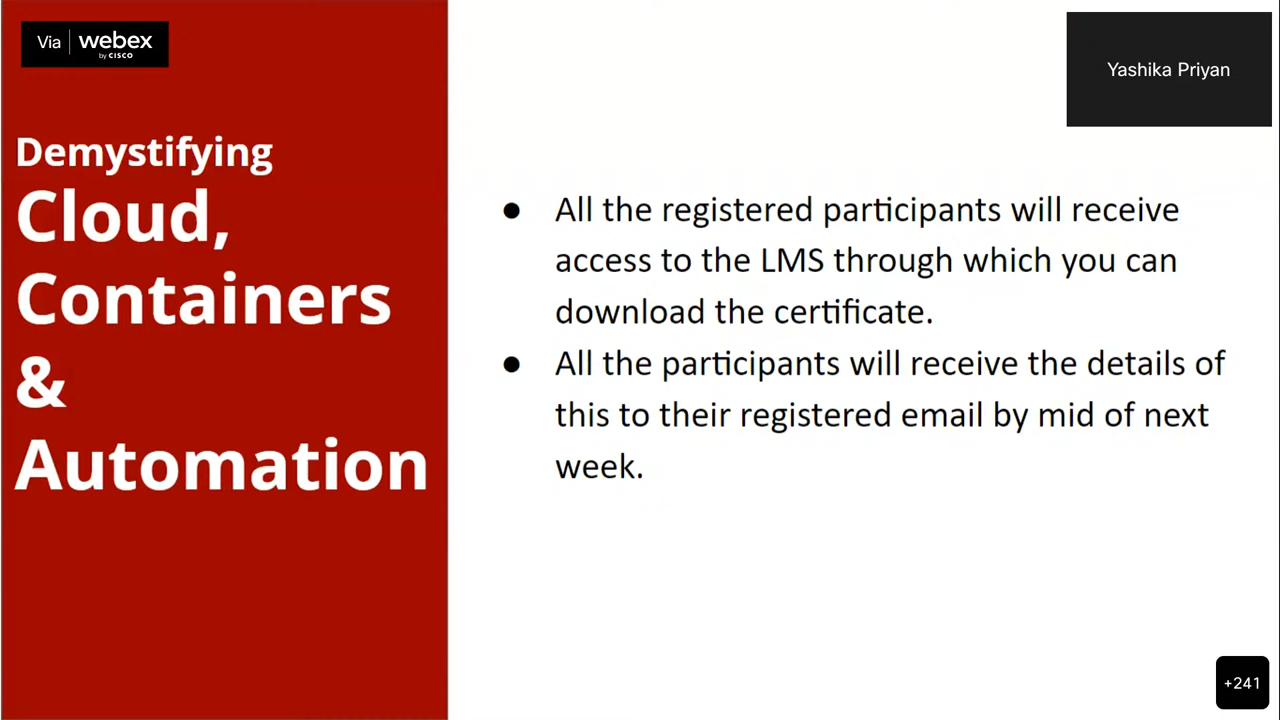 Via webex
by CISCO
Yashika Priyan
Demystifying
Cloud,
Containers
&
Automation
● All the registered participants will receive
access to the LMS through which you can
download the certificate.
● All the participants will receive the details of
this to their registered email by mid of next
week.
+241